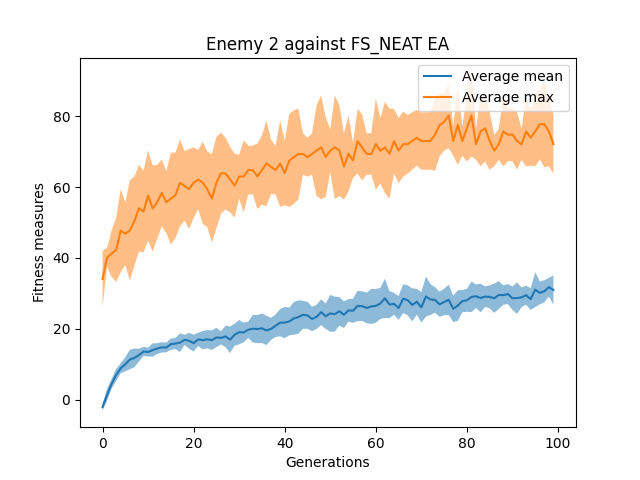 Enemy 2 against FS_NEAT EA
Average mean
Average max
Fitness measures
80
60
40
20
0
0 20 40 60 80 100
Generations